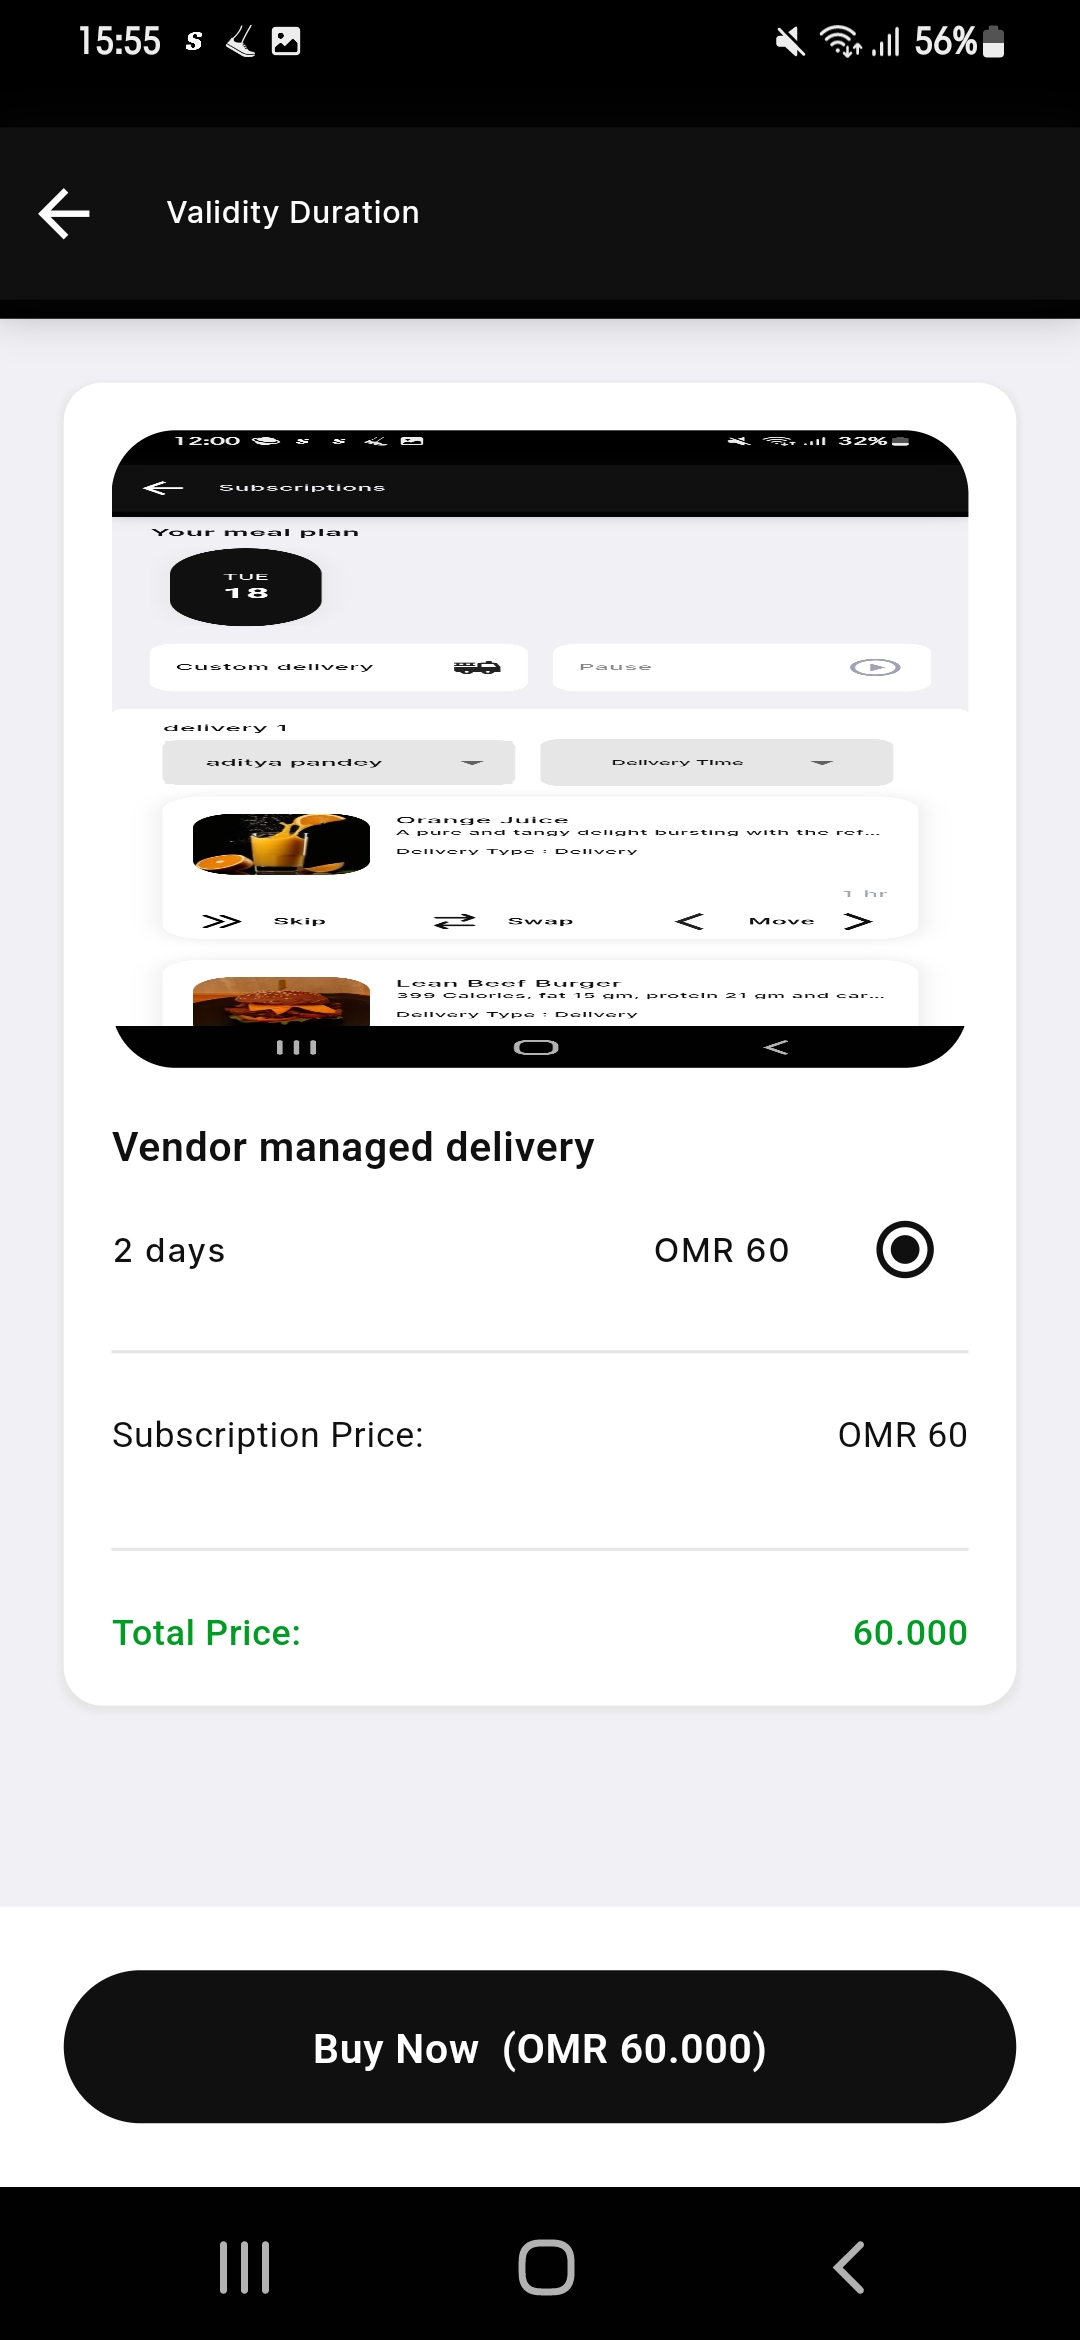 15:55 S 56%
Validity Duration
12:00 S S 32%
Subscriptions
Your meal plan
TUE
18
Custom delivery Pause
delivery 1
aditya pandey Delivery Time
Orange Juice
A pure and tangy delight bursting with the ref...
Delivery Type : Delivery
1 hr
Skip Swap Move
Lean Beef Burger
399 Calories, fat 15 gm, protein 21 gm and car...
Delivery Type : Delivery
Vendor managed delivery
2 days OMR 60
Subscription Price: OMR 60
Total Price: 60.000
Buy Now (OMR 60.000)